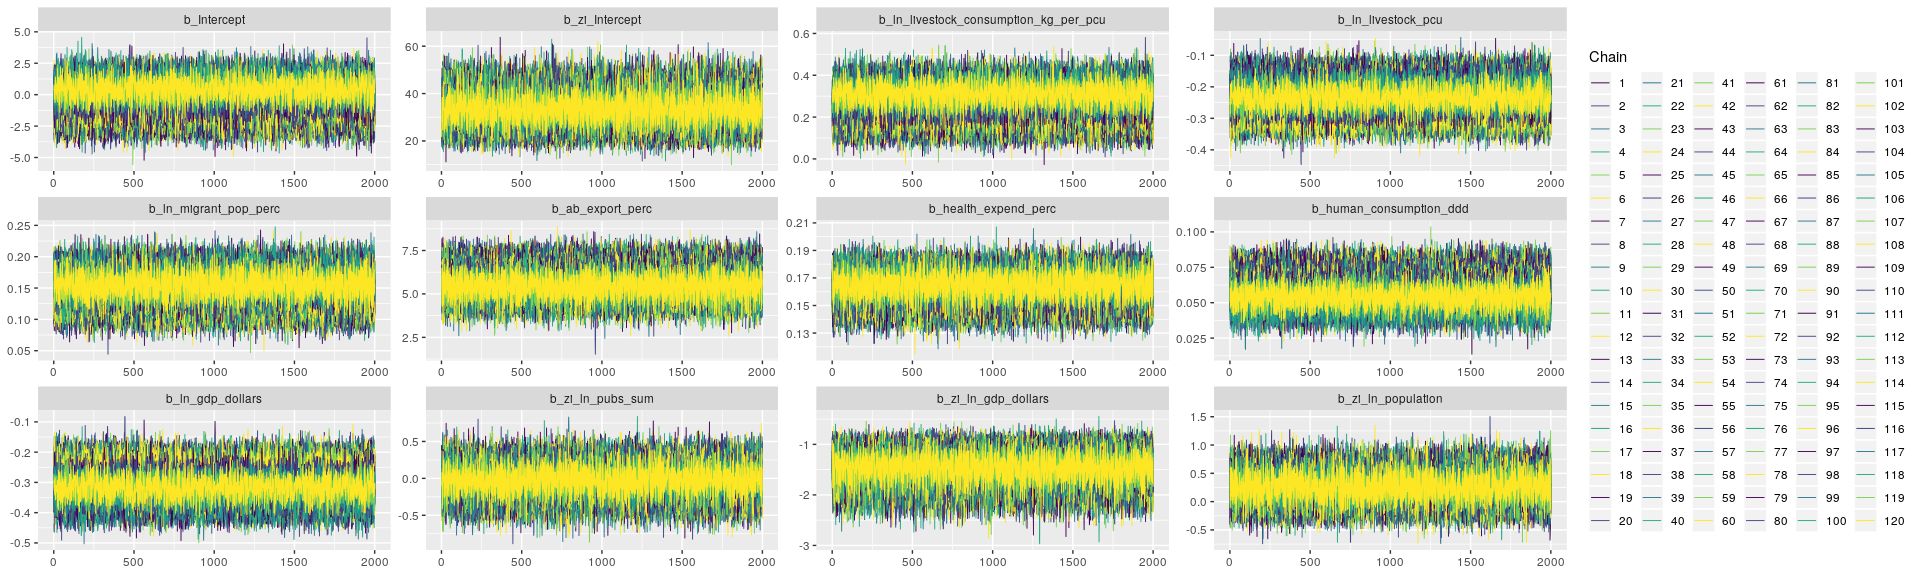 b_Intercept
5.0
2.5
0.0
-2.5
-5.0
0 500 1000 1500 2000
b_zi_Intercept
60
40
20
0 500 1000 1500 2000
b_ln_livestock_consumption_kg_per_pcu
0.6
0.4
0.2
0.0
0 500 1000 1500 2000
b_ln_livestock_pcu
-0.1
-0.2
-0.3
-0.4
0 500 1000 1500 2000
b_ln_migrant_pop_perc
0.25
0.20
0.15
0.10
0.05
0 500 1000 1500 2000
b_ab_export_perc
7.5
5.0
2.5
0 500 1000 1500 2000
b_health_expend_perc
0.21
0.19
0.17
0.15
0.13
0 500 1000 1500 2000
b_human_consumption_ddd
0.100
0.075
0.050
0.025
0 500 1000 1500 2000
b_ln_gdp_dollars
-0.1
-0.2
-0.3
-0.4
-0.5
0 500 1000 1500 2000
b_zi_ln_pubs_sum
0.5
0.0
-0.5
0 500 1000 1500 2000
b_zi_ln_gdp_dollars
-1
-2
-3
0 500 1000 1500 2000
b_zi_ln_population
1.5
1.0
0.5
0.0
-0.5
0 500 1000 1500 2000
Chain
1 21 41 61 81 101
2 22 42 62 82 102
3 23 43 63 83 103
4 24 44 64 84 104
5 25 45 65 85 105
6 26 46 66 86 106
7 27 47 67 87 107
8 28 48 68 88 108
9 29 49 69 89 109
10 30 50 70 90 110
11 31 51 71 91 111
12 32 52 72 92 112
13 33 53 73 93 113
14 34 54 74 94 114
15 35 55 75 95 115
16 36 56 76 96 116
17 37 57 77 97 117
18 38 58 78 98 118
19 39 59 79 99 119
20 40 60 80 100 120